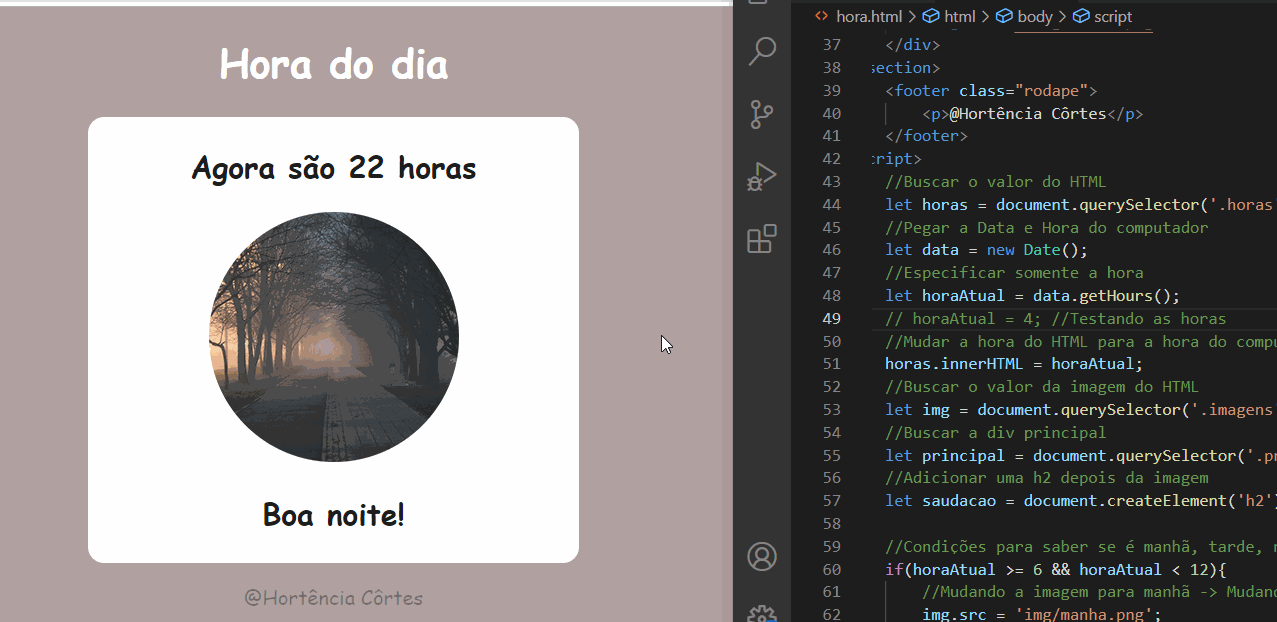 Hora do dia
Agora são 22 horas
Boa noite!
@Hortência Côrtes
hora.html > html > body > script
37 </div>
38 section>
39 <footer class="rodape">
40 <p>@Hortência Côrtes</p>
41 </footer>
42 cript>
43 //Buscar o valor do HTML
44 let horas = document.querySelector('.horas
45 //Pegar a Data e Hora do computador
46 let data = new Date();
47 //Especificar somente a hora
48 let horaAtual = data.getHours();
49 // horaAtual = 4; //Testando as horas
50 //Mudar a hora do HTML para a hora do compu
51 horas.innerHTML = horaAtual;
52 //Buscar o valor da imagem do HTML
53 let img = document.querySelector('.imagens
54 //Buscar a div principal
55 let principal = document.querySelector('.pr
56 //Adicionar uma h2 depois da imagem
57 let saudacao = document.createElement('h2'
58
59 //Condições para saber se é manhã, tarde,
60 if(horaAtual >= 6 && horaAtual < 12){
61 //Mudando a imagem para manhã -> Mudand
62 img.src = 'img/manha.png';